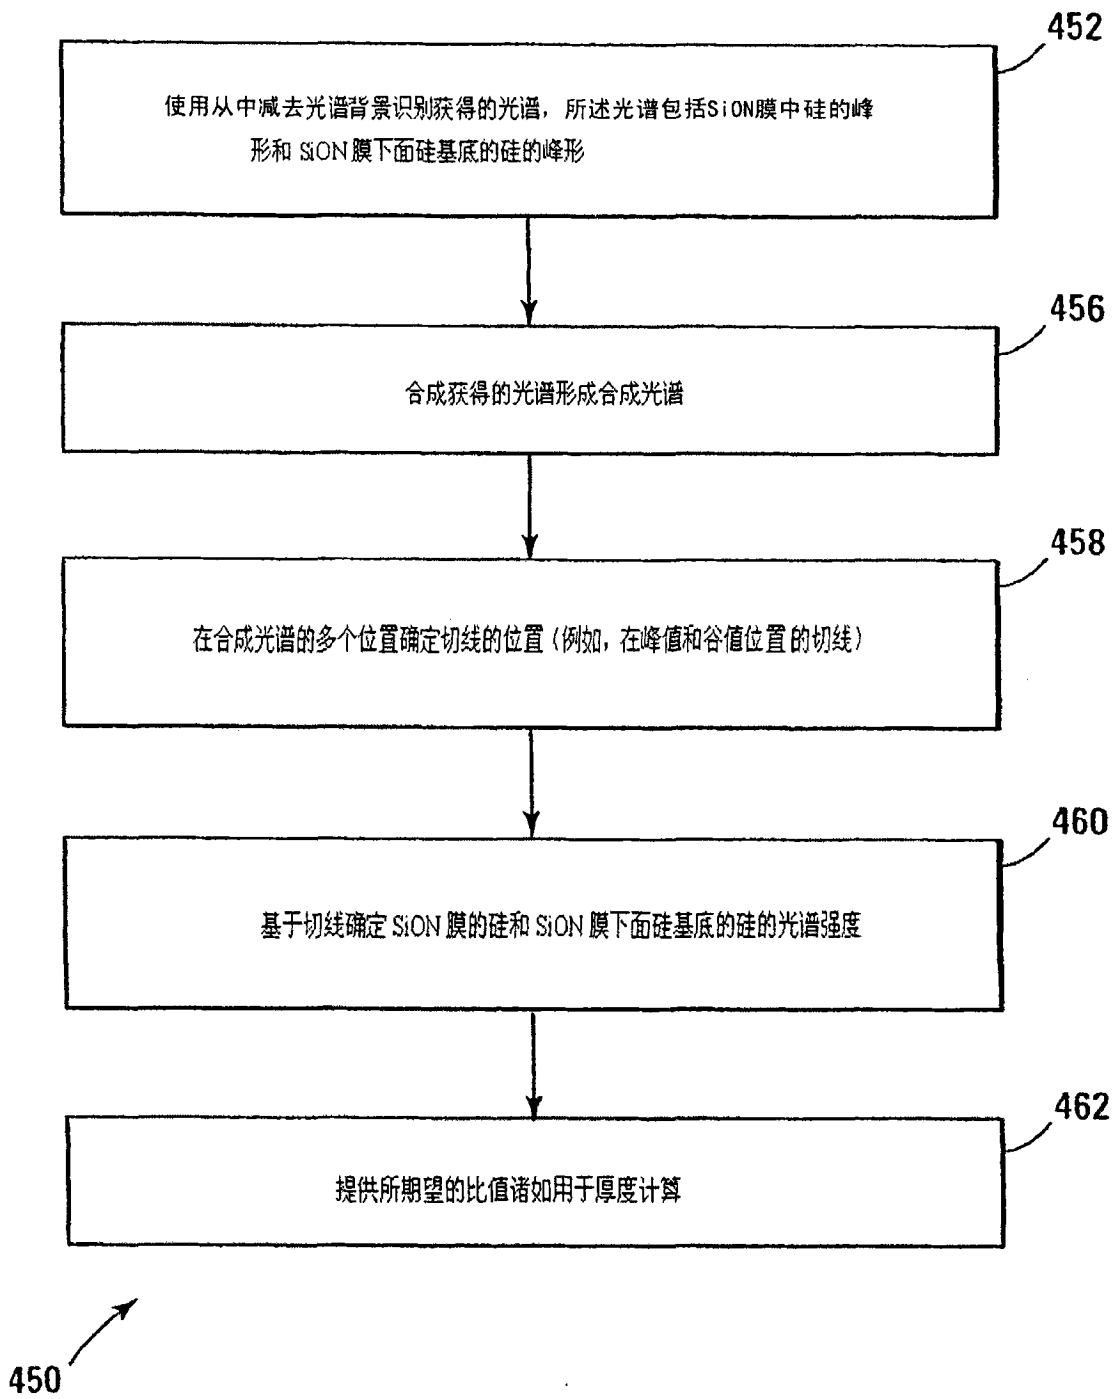 452
使用从中减去光谱背景识别获得的光谱，所述光谱包括SiON膜中硅的峰
形和 SiON 膜下面硅基底的硅的峰形
456
合成获得的光谱形成合成光谱
458
在合成光谱的多个位置确定切线的位置（例如，在峰值和谷值位置的切线）
460
基于切线确定 SiON 膜的硅和 SiON 膜下面硅基底的硅的光谱强度
462
提供所期望的比值诸如用于厚度计算
450